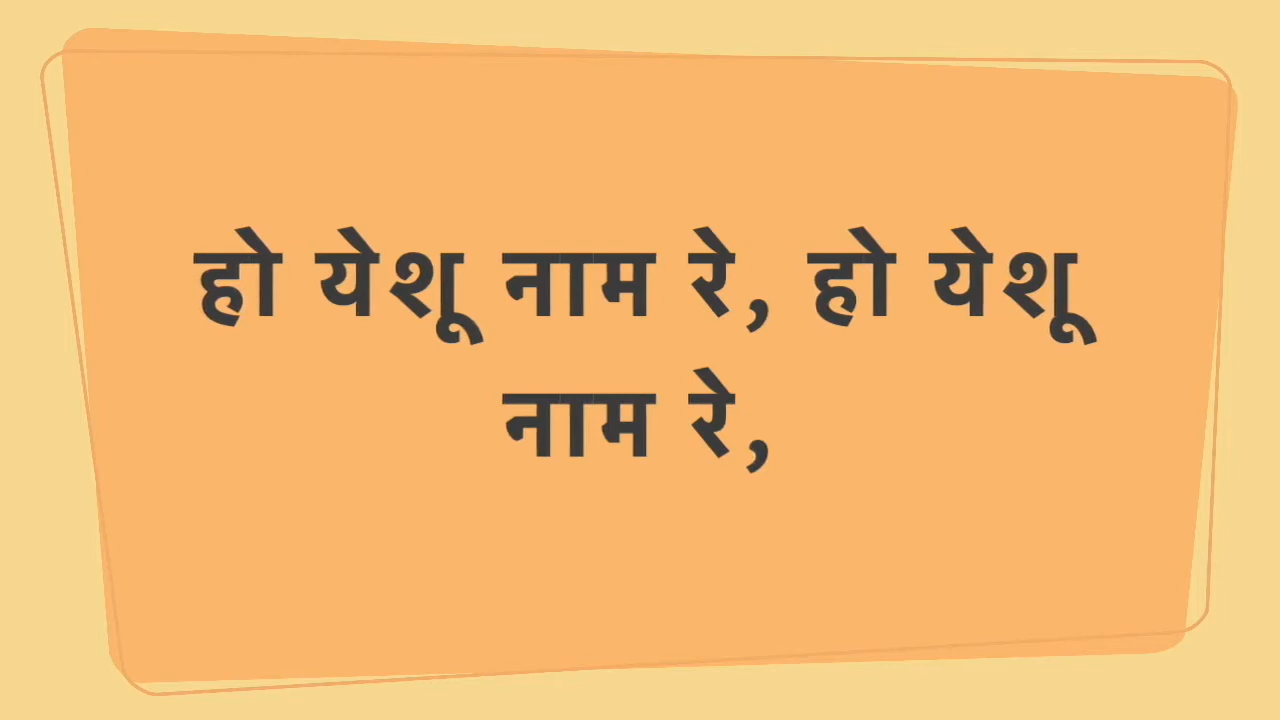 हो येशू नाम रे, हो येशू
नाम रे,